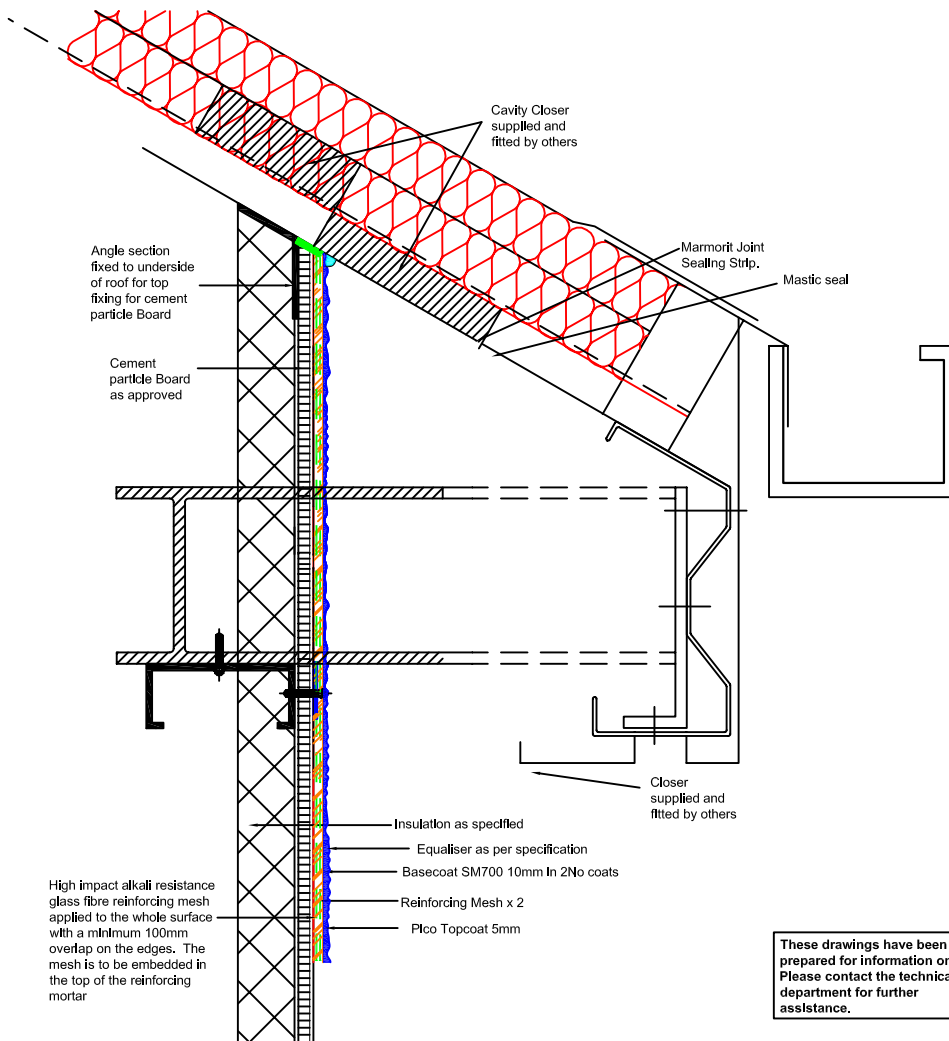 Cavity Closer
supplied and
fitted by others
Marmorit Joint
Sealing Strip.
Mastic seal
Angle section
fixed to underside
of roof for top
fixing for cement
particle Board
Cement
particle Board
as approved
Closer
supplied and
fitted by others
Insulation as specified
Equaliser as per specification
Basecoat SM700 10mm in 2No coats
Reinforcing Mesh x 2
Pico Topcoat 5mm
High impact alkali resistance
glass fibre reinforcing mesh
applied to the whole surface
with a minimum 100mm
overlap on the edges. The
mesh is to be embedded in
the top of the reinforcing
mortar
These drawings have been
prepared for information
Please contact the
department for further
assistance.